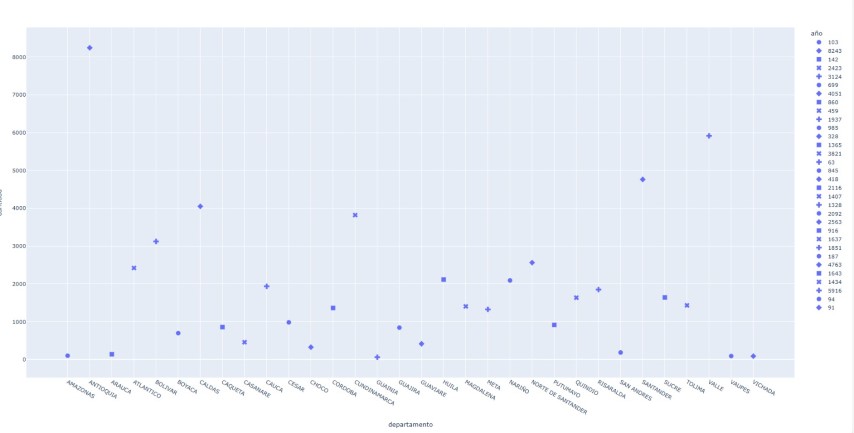 8000
7000
6000
5000
4000
3000
2000
1000
0
AMAZONAS
ANTIOQUIA
ARAUCA
ATLANTICO
BOLIVAR
BOYACA
CALDAS
CAQUETA
CASANARE
CAUCA
CESAR
CHOCO
CORDOBA
CUNDINAMARCA
GUAINIA
GUAJIRA
GUAVIARE
HUILA
MAGDALENA
META
NARIÑO
NORTE DE SANTANDER
PUTUMAYO
QUINDIO
RISARALDA
SAN ANDRES
SANTANDER
SUCRE
TOLIMA
VALLE
VAUPES
VICHADA
departamento
año
103
8243
142
2423
3124
699
4051
860
459
1937
985
328
1365
3821
63
845
418
2116
1407
1328
2092
2563
916
1637
1851
187
4763
1643
1434
5916
94
91